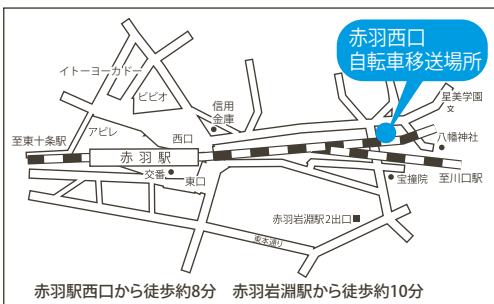 赤羽西口
自転車移送場所
イトーヨーカドー
ビビオ
信用
金庫
星美学園
文
アピレ
西口
八幡神社
至東十条駅
赤羽駅
交番
東口
宝撞院
至川口駅
赤羽岩淵駅2出口
東本通り
赤羽駅西口から徒歩約8分 赤羽岩淵駅から徒歩約10分